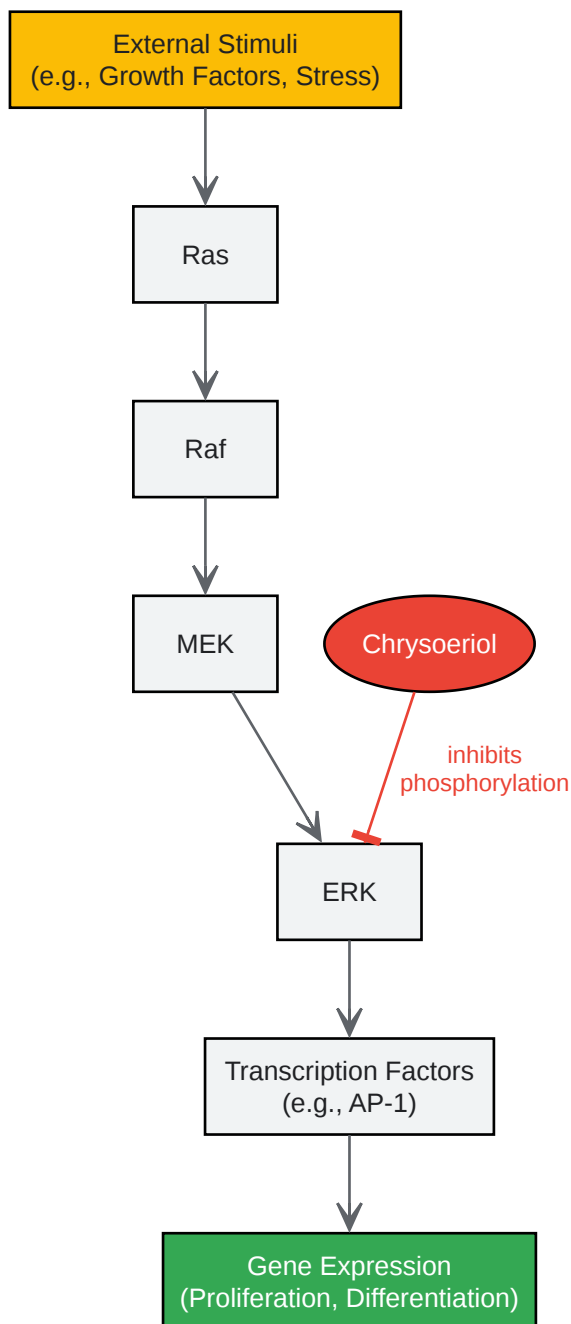 External Stimuli
(e.g., Growth Factors, Stress)
Ras
Raf
MEK
Chrysoeriol
inhibits
phosphorylation
ERK
Transcription Factors
(e.g., AP-1)
Gene Expression
(Proliferation, Differentiation)